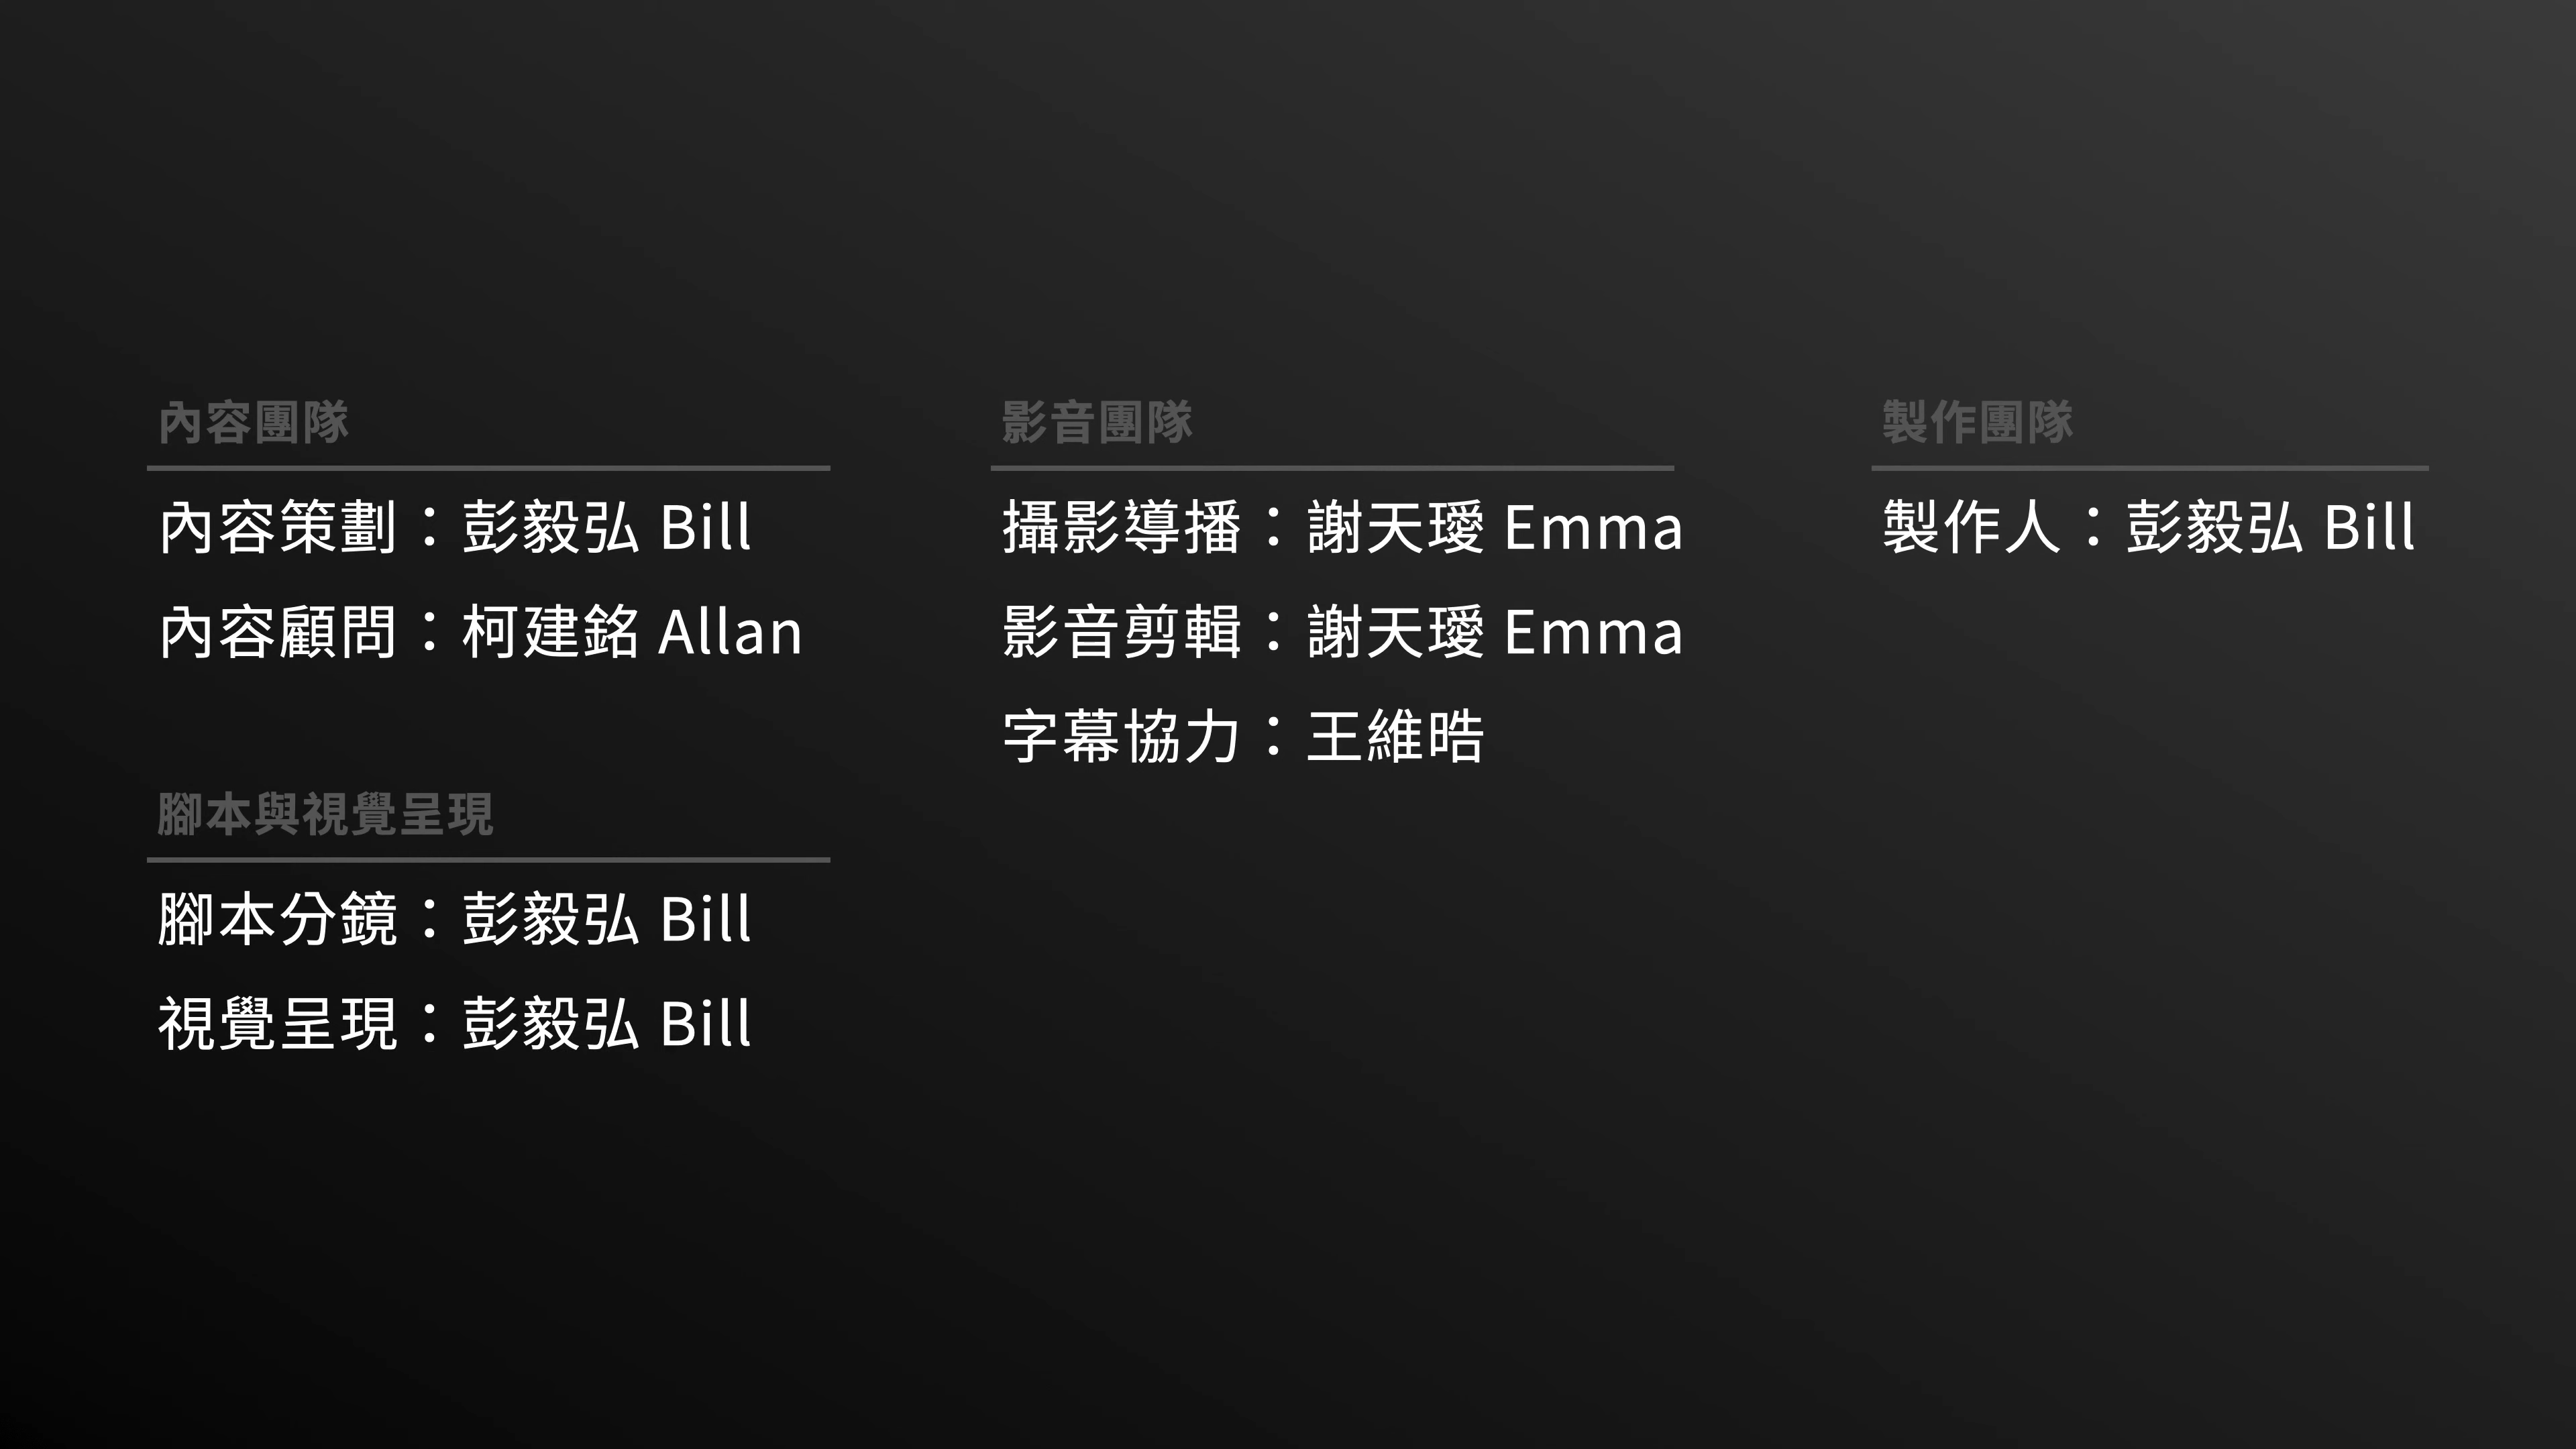 內容團隊
內容策劃：彭毅弘 Bill
內容顧問：柯建銘 Allan
腳本與視覺呈現
腳本分鏡：彭毅弘 Bill
視覺呈現：彭毅弘 Bill
影音團隊
攝影導播：謝天璦 Emma
影音剪輯：謝天璦 Emma
字幕協力：王維晧
製作團隊
製作人：彭毅弘 Bill